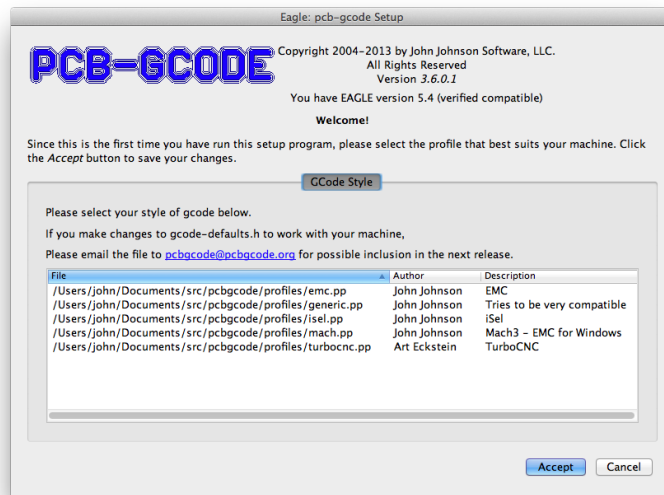 Eagle: pcb-gcode Setup
PCB-GCODE
Copyright 2004-2013 by John Johnson Software, LLC.
All Rights Reserved
Version 3.6.0.1
You have EAGLE version 5.4 (verified compatible)
Welcome!
Since this is the first time you have run this setup program, please select the profile that best suits your machine. Click
the Accept button to save your changes.
GCode Style
Please select your style of gcode below.
If you make changes to gcode-defaults.h to work with your machine,
Please email the file to pcbgcode@pcbgcode.org for possible inclusion in the next release.
File Author Description
/Users/john/Documents/src/pcbgcode/profiles/emc.pp John Johnson EMC
/Users/john/Documents/src/pcbgcode/profiles/generic.pp John Johnson Tries to be very compatible
/Users/john/Documents/src/pcbgcode/profiles/isel.pp John Johnson iSel
/Users/john/Documents/src/pcbgcode/profiles/mach.pp John Johnson Mach3 - EMC for Windows
/Users/john/Documents/src/pcbgcode/profiles/turbocnc.pp Art Eckstein TurboCNC
Accept Cancel